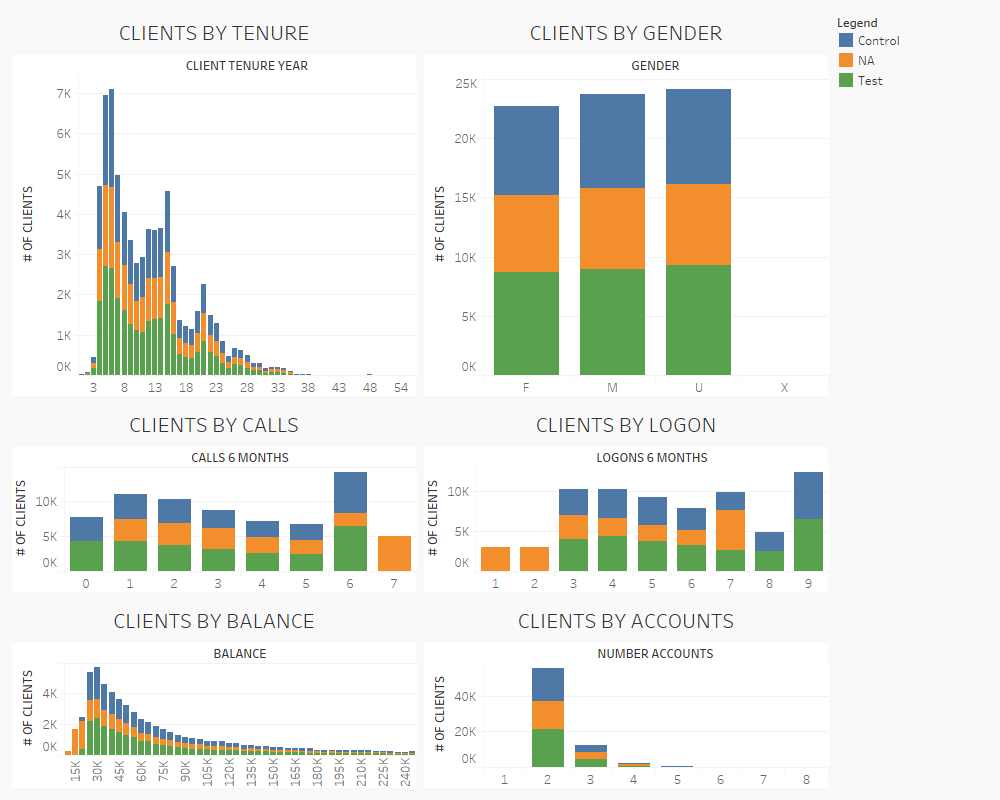 CLIENTS BY TENURE
CLIENT TENURE YEAR
# OF CLIENTS
7K
6K
5K
4K
3K
2K
1K
0K
3 8 13 18 23 28 33 38 43 48 54
CLIENTS BY GENDER
GENDER
# OF CLIENTS
25K
20K
15K
10K
5K
0K
F M U X
Legend
Control
NA
Test
CLIENTS BY CALLS
CALLS 6 MONTHS
# OF CLIENTS
10K
5K
0K
0 1 2 3 4 5 6 7
CLIENTS BY LOGON
LOGONS 6 MONTHS
# OF CLIENTS
10K
5K
0K
1 2 3 4 5 6 7 8 9
CLIENTS BY BALANCE
BALANCE
# OF CLIENTS
4K
2K
0K
15K 30K 45K 60K 75K 90K 105K 120K 135K 150K 165K 180K 195K 210K 225K 240K
CLIENTS BY ACCOUNTS
NUMBER ACCOUNTS
# OF CLIENTS
40K
20K
0K
1 2 3 4 5 6 7 8